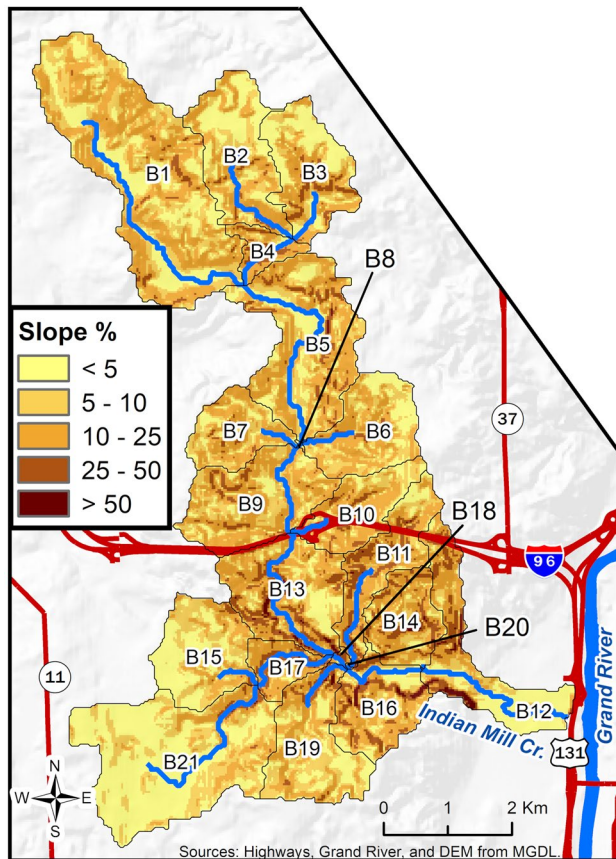 B2
B3
B1
B4
B8
Slope %
< 5
5 - 10
10 - 25
25 - 50
> 50
B5
37
B7
B6
B9
B10
B18
96
B11
B13
B14
B20
B15
B17
11
B16
B12
Indian Mill Cr.
Grand River
131
B21
B19
N
W E
S
0 1 2 Km
Sources: Highways, Grand River, and DEM from MGDL.